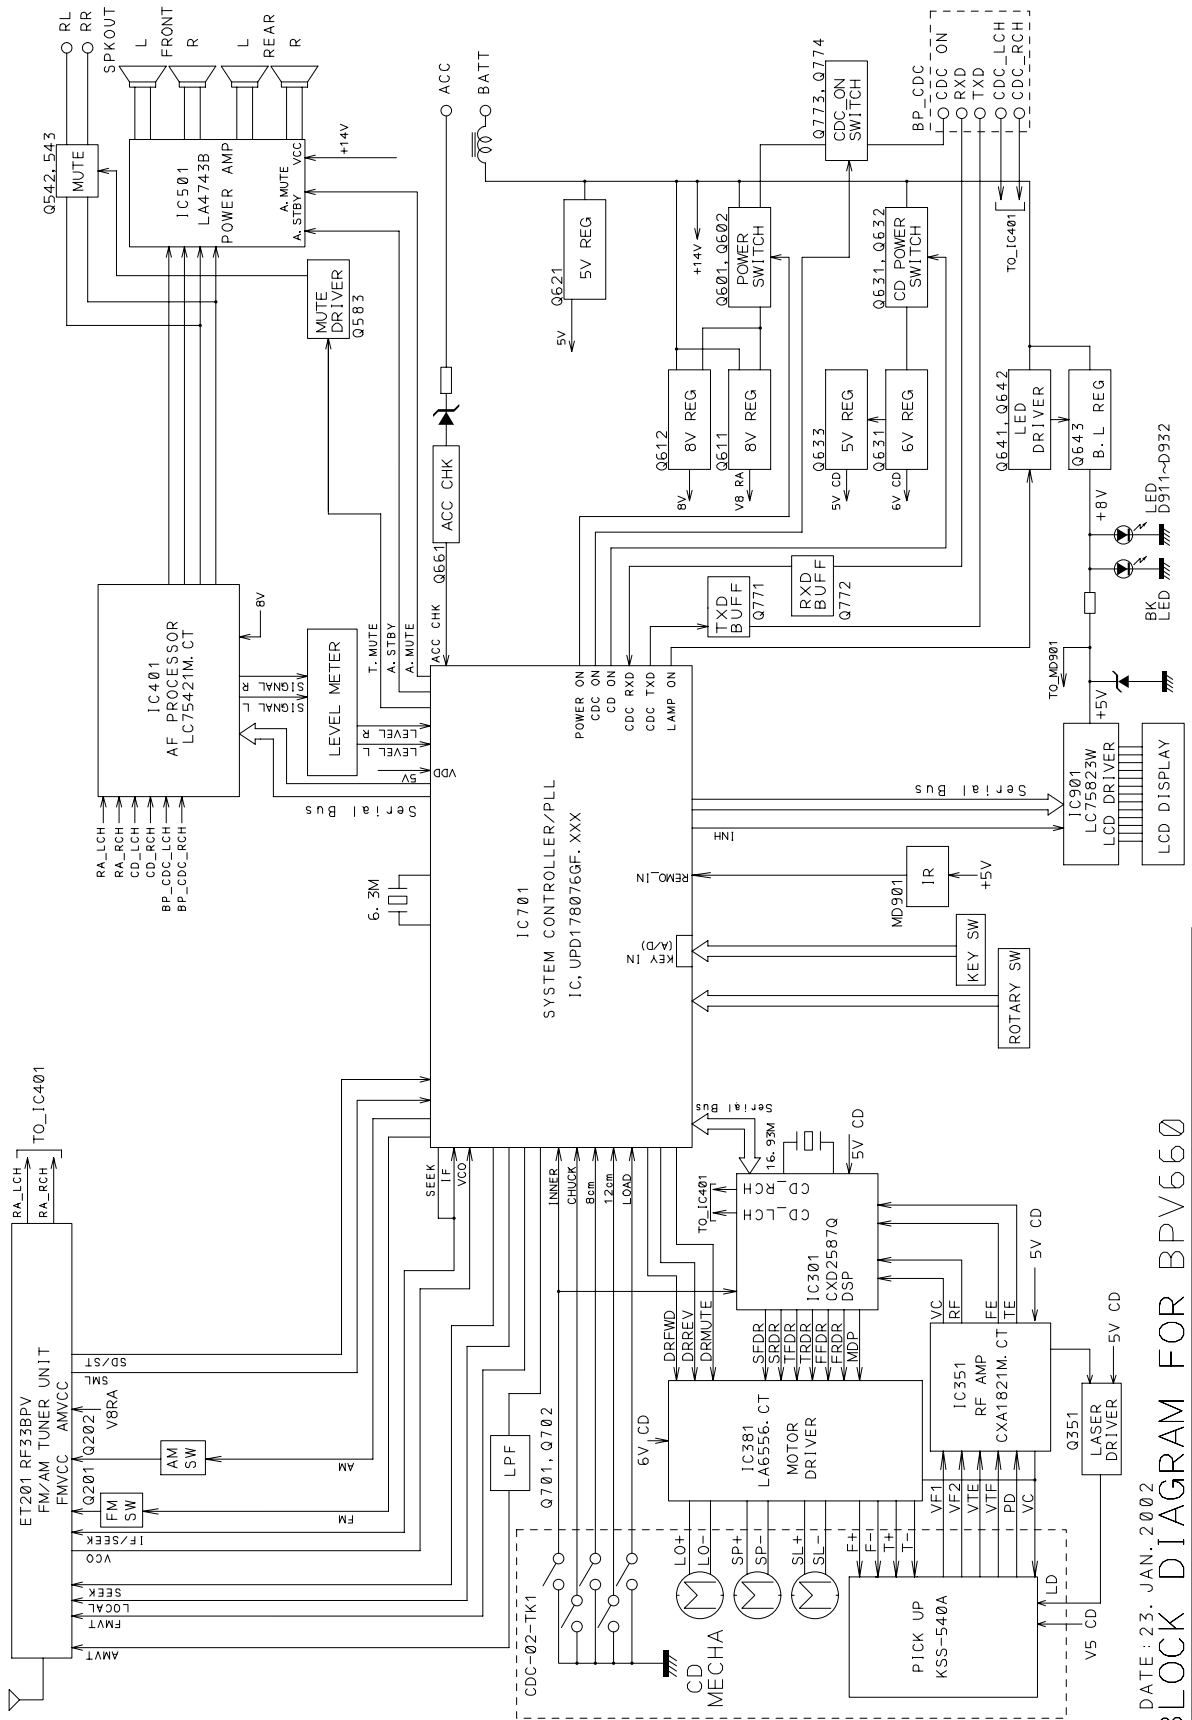 BLOCK DIAGRAM FOR BPV660
DATE:23. JAN. 2002
ET201 RF33BPV
FM/AM TUNER UNIT
FMVCC AMVCC
RA_LCH
RA_RCH
TO_IC401
AMVT
FMVT
LOCAL
SEEK
VCO
IF/SEEK
FM
SW
Q201
AM
SW
Q202
V8RA
SML
SD/ST
FM
AM
LPF
SEEK
IF
VCO
INNER
CHUCK
8cm
12cm
LOAD
Q701, Q702
CDC-02-TK1
CD
MECHA
LO+
LO-
SP+
SP-
SL+
SL-
F+
F-
T+
T-
PICK UP
KSS-540A
VF1
VF2
VTE
VTF
PD
VC
LD
V5 CD
6V CD
IC381
LA6556. CT
MOTOR
DRIVER
DRFWD
DRREV
DRMUTE
SFDR
SRDR
TFDR
TRDR
FFDR
FRDR
MDP
IC301
CXD2587Q
DSP
CD_LCH
CD_RCH
TO_IC401
16. 93M
5V CD
Serial Bus
VC
RF
FE
TE
IC351
RF AMP
CXA1821M. CT
5V CD
Q351
LASER
DRIVER
5V CD
IC701
SYSTEM CONTROLLER/PLL
IC, UPD178076GF. XXX
6. 3M
VDD
5V
LEVEL L
LEVEL R
T. MUTE
A. STBY
A. MUTE
ACC CHK
POWER ON
CDC ON
CD ON
CDC RXD
CDC TXD
LAMP ON
INH
REMO_IN
KEY IN
(A/D)
Serial Bus
ROTARY SW
KEY SW
MD901
IR
+5V
Serial Bus
IC901
LC75823W
LCD DRIVER
LCD DISPLAY
+5V
TO_MD901
BK
LED
LED
D911~D932
+8V
RA_LCH
RA_RCH
CD_LCH
CD_RCH
BP_CDC_LCH
BP_CDC_RCH
IC401
AF PROCESSOR
LC75421M. CT
8V
SIGNAL L
SIGNAL R
LEVEL METER
Q661
ACC CHK
ACC
BATT
MUTE
DRIVER
Q583
IC501
LA4743B
POWER AMP
A. STBY
A. MUTE
VCC
+14V
Q542, 543
MUTE
RL
RR
SPKOUT
L
FRONT
R
L
REAR
R
Q621
5V REG
5V
+14V
Q601, Q602
POWER
SWITCH
Q612
8V REG
8V
Q611
8V REG
V8 RA
Q631, Q632
CD POWER
SWITCH
Q633
5V REG
5V CD
Q631
6V REG
6V CD
TXD
BUFF
Q771
RXD
BUFF
Q772
Q641, Q642
LED
DRIVER
Q643
B. L REG
Q773, Q774
CDC_ON
SWITCH
BP_CDC
CDC ON
RXD
TXD
CDC_LCH
CDC_RCH
TO_IC401